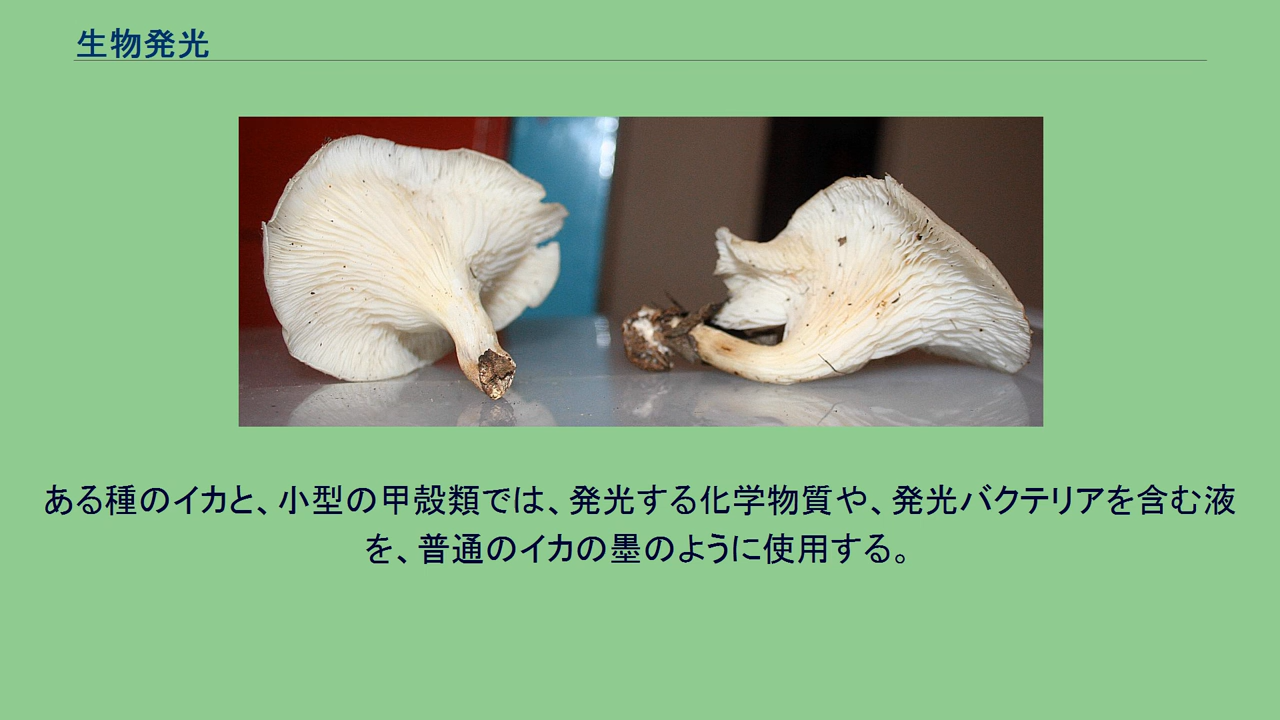 生物発光
ある種のイカと、小型の甲殻類では、発光する化学物質や、発光バクテリアを含む液
を、普通のイカの墨のように使用する。